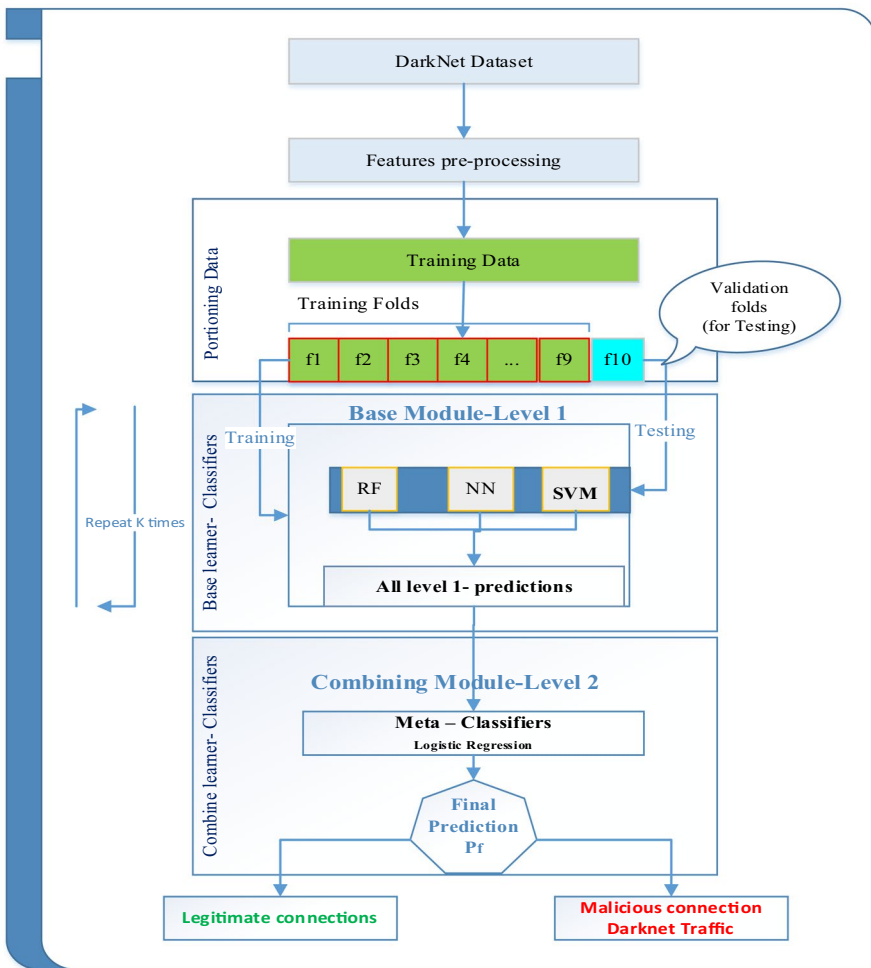 DarkNet Dataset
Features pre-processing
Portioning Data
Training Data
Training Folds
Validation
folds
(for Testing)
f1 f2 f3 f4 ... f9 f10
Base learner- Classifiers
Base Module-Level 1
Training
Testing
RF NN SVM
Repeat K times
All level 1- predictions
Combine learner- Classifiers
Combining Module-Level 2
Meta – Classifiers
Logistic Regression
Final
Prediction
Pf
Legitimate connections
Malicious connection
Darknet Traffic